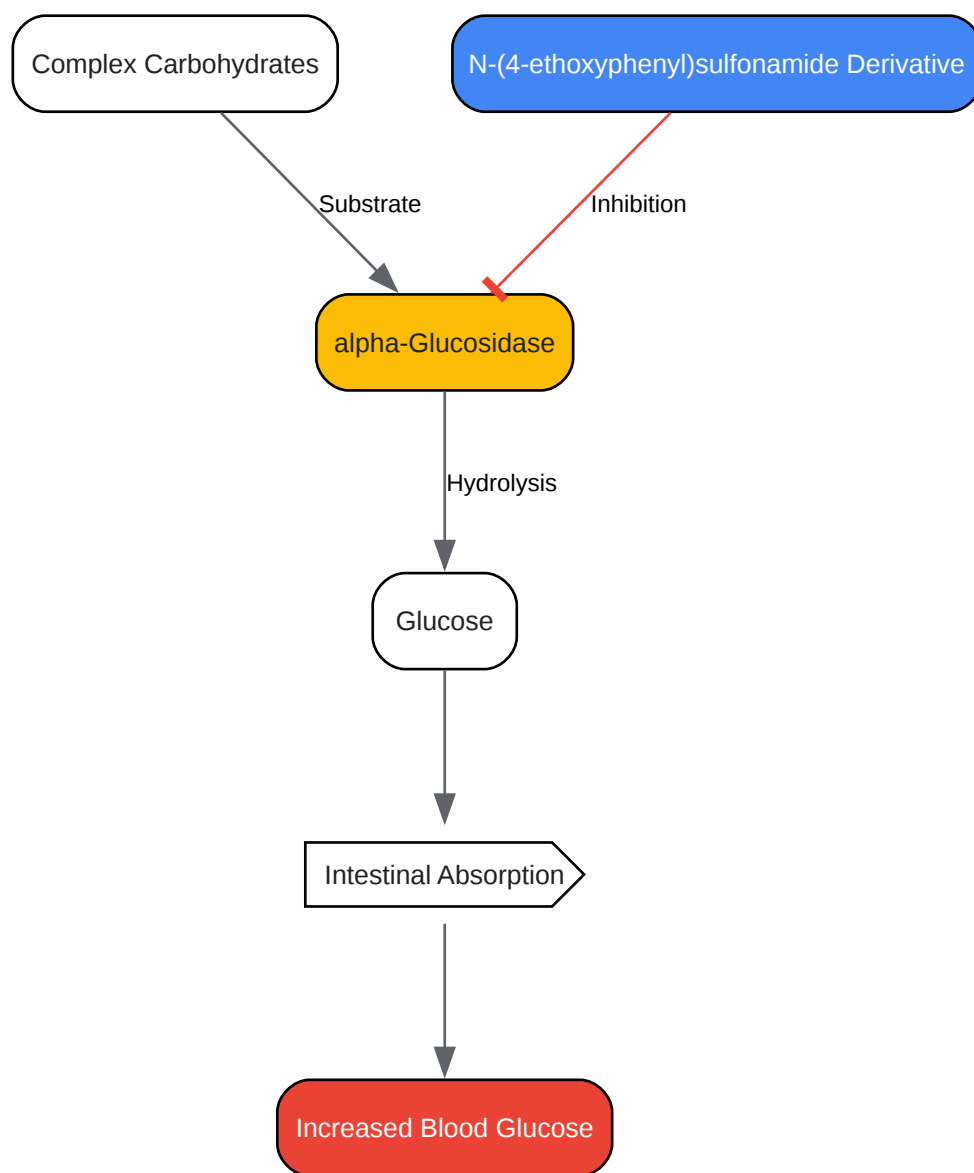 Complex Carbohydrates
N-(4-ethoxyphenyl)sulfonamide Derivative
Substrate
Inhibition
alpha-Glucosidase
Hydrolysis
Glucose
Intestinal Absorption
Increased Blood Glucose